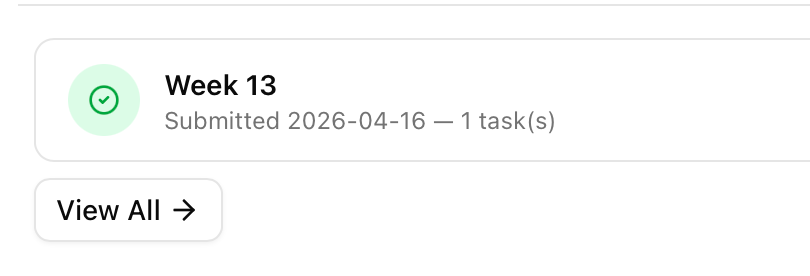 Week 13
Submitted 2026-04-16 — 1 task(s)
View All →